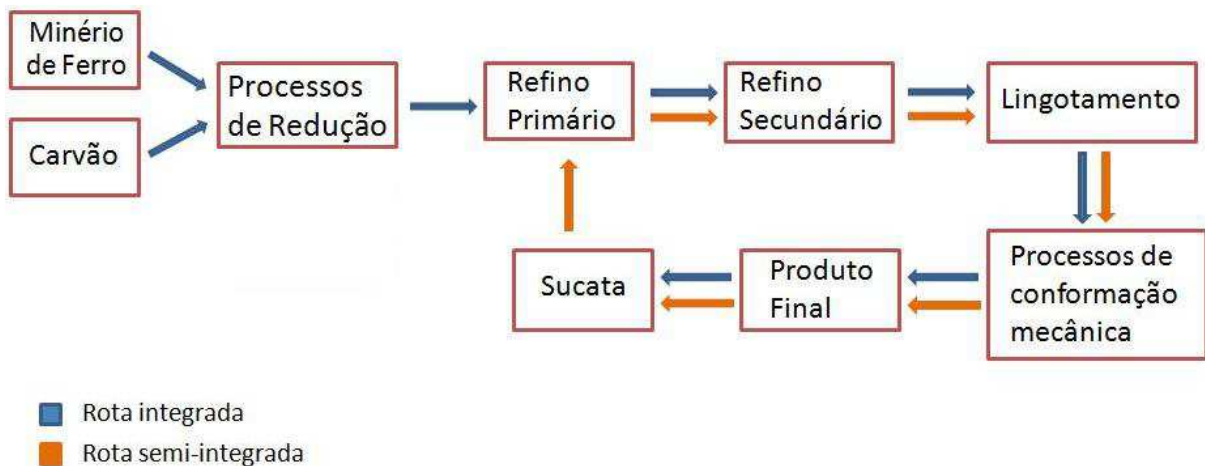 Minério
de Ferro
Carvão
Processos
de Redução
Refino
Primário
Refino
Secundário
Lingotamento
Processos de
conformação
mecânica
Produto
Final
Sucata
Rota integrada
Rota semi-integrada